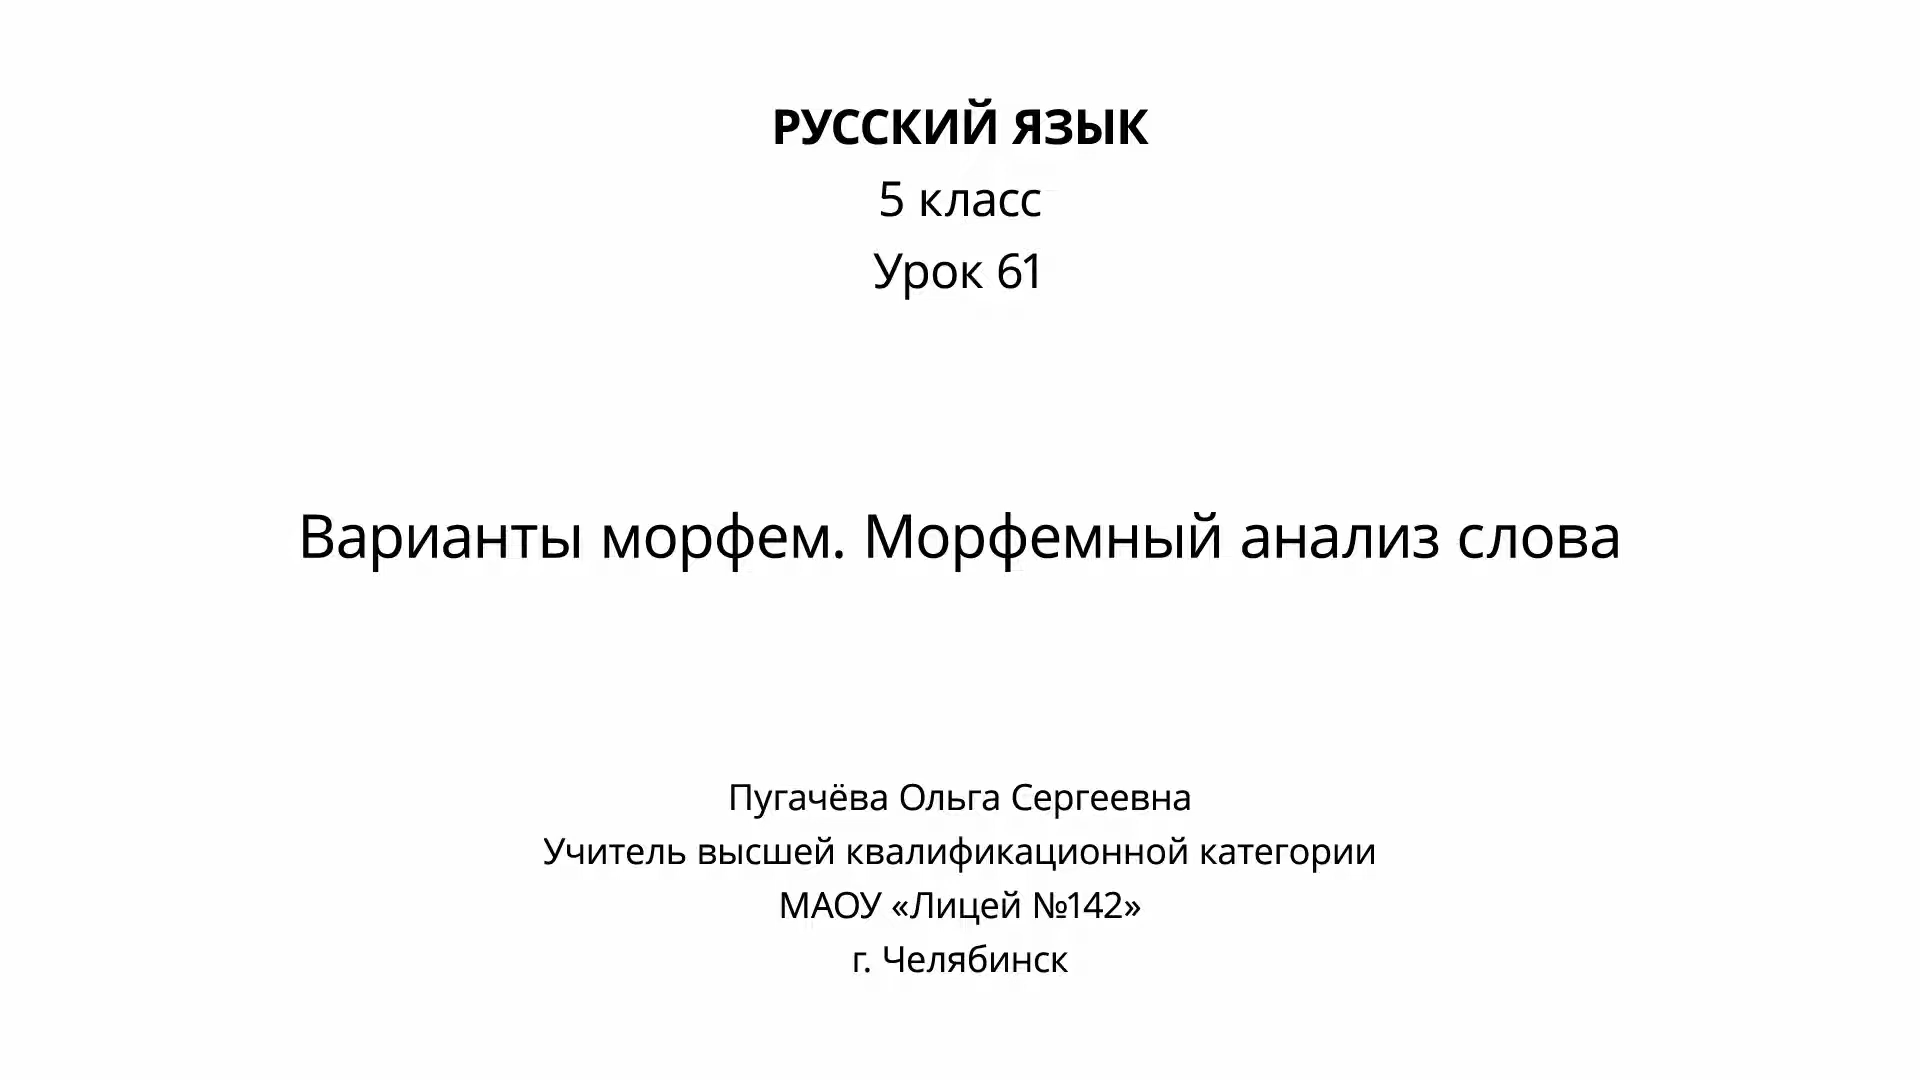 РУССКИЙ ЯЗЫК
5 класс
Урок 61
Варианты морфем. Морфемный анализ слова
Пугачёва Ольга Сергеевна
Учитель высшей квалификационной категории
МАОУ «Лицей №142»
г. Челябинск